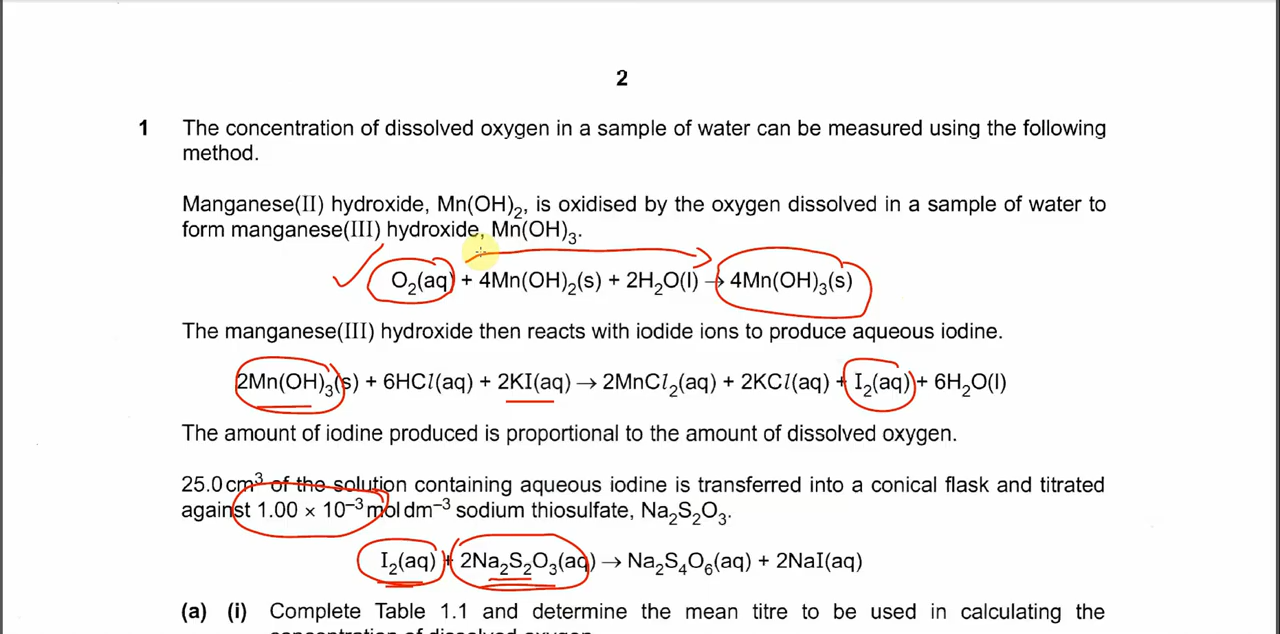 2
1 The concentration of dissolved oxygen in a sample of water can be measured using the following
method.
Manganese(II) hydroxide, Mn(OH)₂, is oxidised by the oxygen dissolved in a sample of water to
form manganese(III) hydroxide, Mn(OH)₃.
O₂(aq) + 4Mn(OH)₂(s) + 2H₂O(l) → 4Mn(OH)₃(s)
The manganese(III) hydroxide then reacts with iodide ions to produce aqueous iodine.
2Mn(OH)₃(s) + 6HCl(aq) + 2KI(aq) → 2MnCl₂(aq) + 2KCl(aq) + I₂(aq) + 6H₂O(l)
The amount of iodine produced is proportional to the amount of dissolved oxygen.
25.0 cm³ of the solution containing aqueous iodine is transferred into a conical flask and titrated
against 1.00 × 10⁻³ mol dm⁻³ sodium thiosulfate, Na₂S₂O₃.
I₂(aq) + 2Na₂S₂O₃(aq) → Na₂S₄O₆(aq) + 2NaI(aq)
(a) (i) Complete Table 1.1 and determine the mean titre to be used in calculating the
concentration of dissolved oxygen.